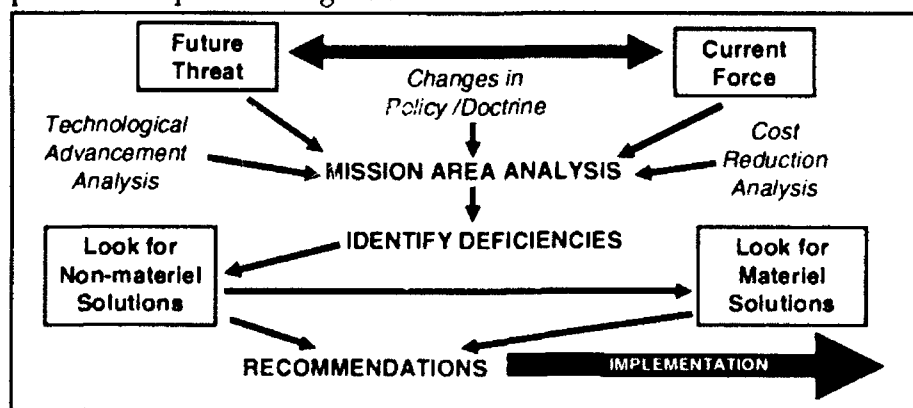 Future
Threat
Current
Force
Changes in
Policy /Doctrine
Technological
Advancement
Analysis
Cost
Reduction
Analysis
MISSION AREA ANALYSIS
IDENTIFY DEFICIENCIES
Look for
Non-materiel
Solutions
Look for
Materiel
Solutions
RECOMMENDATIONS
IMPLEMENTATION